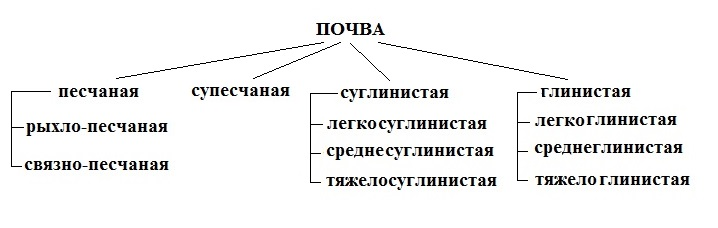 ПОЧВА
песчаная
супесчаная
суглинистая
глинистая
рыхло-песчаная
легкосуглинистая
легкоглинистая
связно-песчаная
среднесуглинистая
среднеглинистая
тяжелосуглинистая
тяжелоглинистая